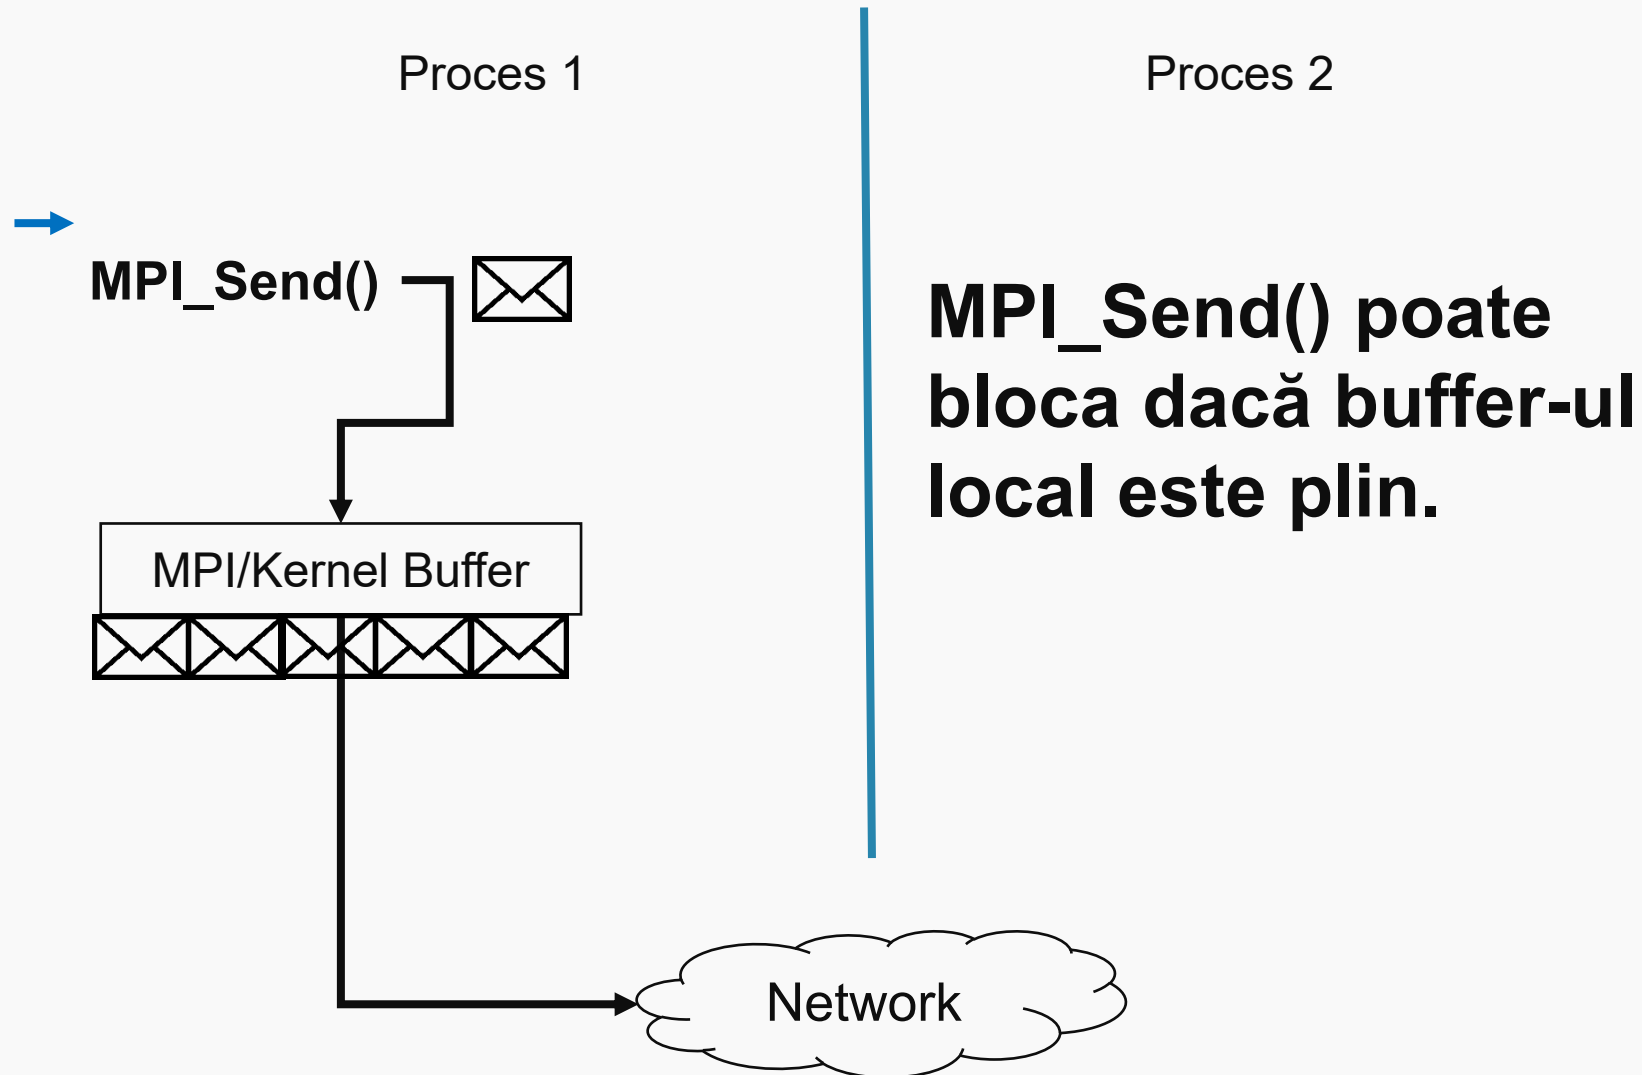 Proces 1
Proces 2
MPI_Send()
MPI_Send() poate
bloca dacă buffer-ul
local este plin.
MPI/Kernel Buffer
Network